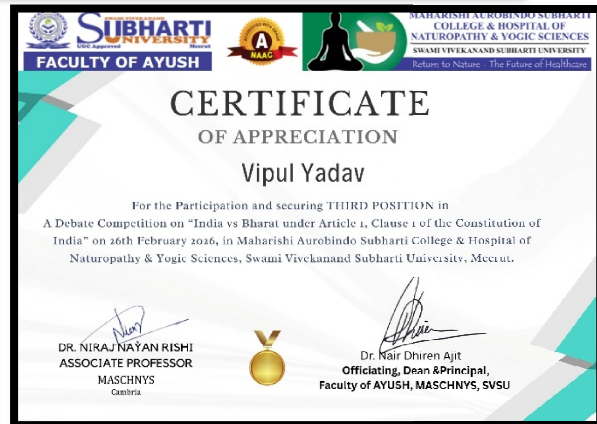 SWAMI VIVEKANAND
SUBHARTI
UNIVERSITY
UGC Approved Meerut
FACULTY OF AYUSH
A
NAAC
MAHARISHI AUROBINDO SUBHARTI
COLLEGE & HOSPITAL OF
NATUROPATHY & YOGIC SCIENCES
SWAMI VIVEKANAND SUBHARTI UNIVERSITY
Return to Nature - The Future of Healthcare
CERTIFICATE
OF APPRECIATION
Vipul Yadav
For the Participation and securing THIRD POSITION in
A Debate Competition on "India vs Bharat under Article 1, Clause 1 of the Constitution of
India" on 26th February 2026, in Maharishi Aurobindo Subharti College & Hospital of
Naturopathy & Yogic Sciences, Swami Vivekanand Subharti University, Meerut.
DR. NIRAJ NAYAN RISHI
ASSOCIATE PROFESSOR
MASCHNYS
Cambria
Dr. Nair Dhiren Ajit
Officiating, Dean &Principal,
Faculty of AYUSH, MASCHNYS, SVSU